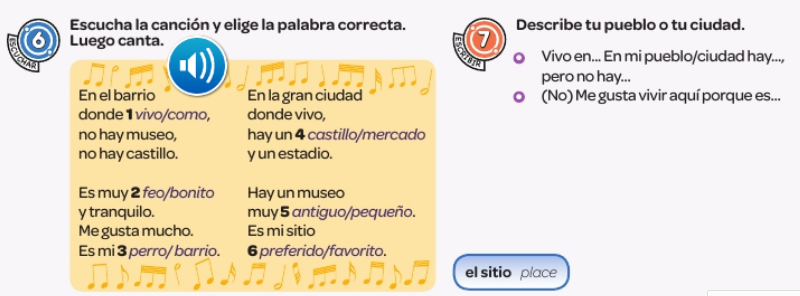 6
ESCUCHAR
Escucha la canción y elige la palabra correcta.
Luego canta.
En el barrio
donde 1 vivo/como,
no hay museo,
no hay castillo.
Es muy 2 feo/bonito
y tranquilo.
Me gusta mucho.
Es mi 3 perro/ barrio.
En la gran ciudad
donde vivo,
hay un 4 castillo/mercado
y un estadio.
Hay un museo
muy 5 antiguo/pequeño.
Es mi sitio
6 preferido/favorito.
7
ESCRIBIR
Describe tu pueblo o tu ciudad.
Vivo en... En mi pueblo/ciudad hay...,
pero no hay...
(No) Me gusta vivir aquí porque es...
el sitio place